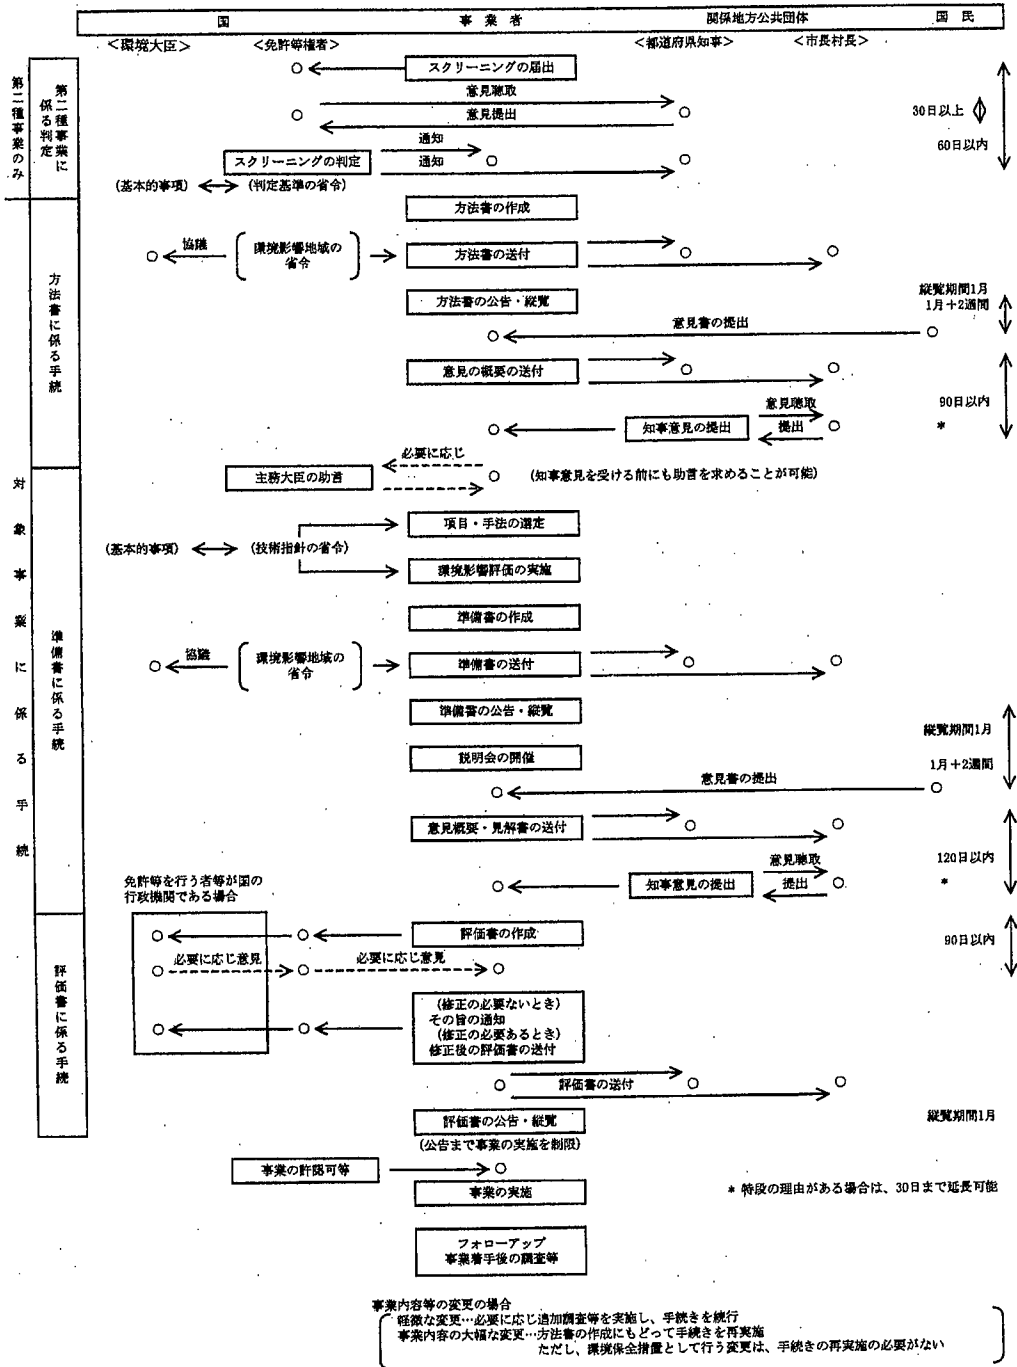 国 事業者 関係地方公共団体 国民
＜環境大臣＞ ＜免許等権者＞ ＜都道府県知事＞ ＜市長村長＞
第二種事業のみ
第二種事業に係る判定
スクリーニングの届出
意見聴取
意見提出
30日以上
60日以内
通知
スクリーニングの判定 通知
(基本的事項) (判定基準の省令)
対象事業に係る手続
方法書に係る手続
方法書の作成
協議 環境影響地域の省令 方法書の送付
方法書の公告・縦覧
縦覧期間1月
1月＋2週間
意見書の提出
意見の概要の送付
90日以内
意見聴取
知事意見の提出 提出 *
準備書に係る手続
必要に応じ
主務大臣の助言 (知事意見を受ける前にも助言を求めることが可能)
項目・手法の選定
(基本的事項) (技術指針の省令)
環境影響評価の実施
準備書の作成
協議 環境影響地域の省令 準備書の送付
準備書の公告・縦覧
縦覧期間1月
説明会の開催
1月＋2週間
意見書の提出
意見概要・見解書の送付
120日以内
意見聴取
知事意見の提出 提出 *
免許等を行う者等が国の
行政機関である場合
評価書に係る手続
評価書の作成
90日以内
必要に応じ意見 必要に応じ意見
(修正の必要ないとき)
その旨の通知
(修正の必要あるとき)
修正後の評価書の送付
評価書の送付
評価書の公告・縦覧 縦覧期間1月
(公告まで事業の実施を制限)
事業の許認可等
事業の実施
* 特段の理由がある場合は、30日まで延長可能
フォローアップ
事業着手後の調査等
事業内容等の変更の場合
軽微な変更…必要に応じ追加調査等を実施し、手続きを続行
事業内容の大幅な変更…方法書の作成にもどって手続きを再実施
ただし、環境保全措置として行う変更は、手続きの再実施の必要がない